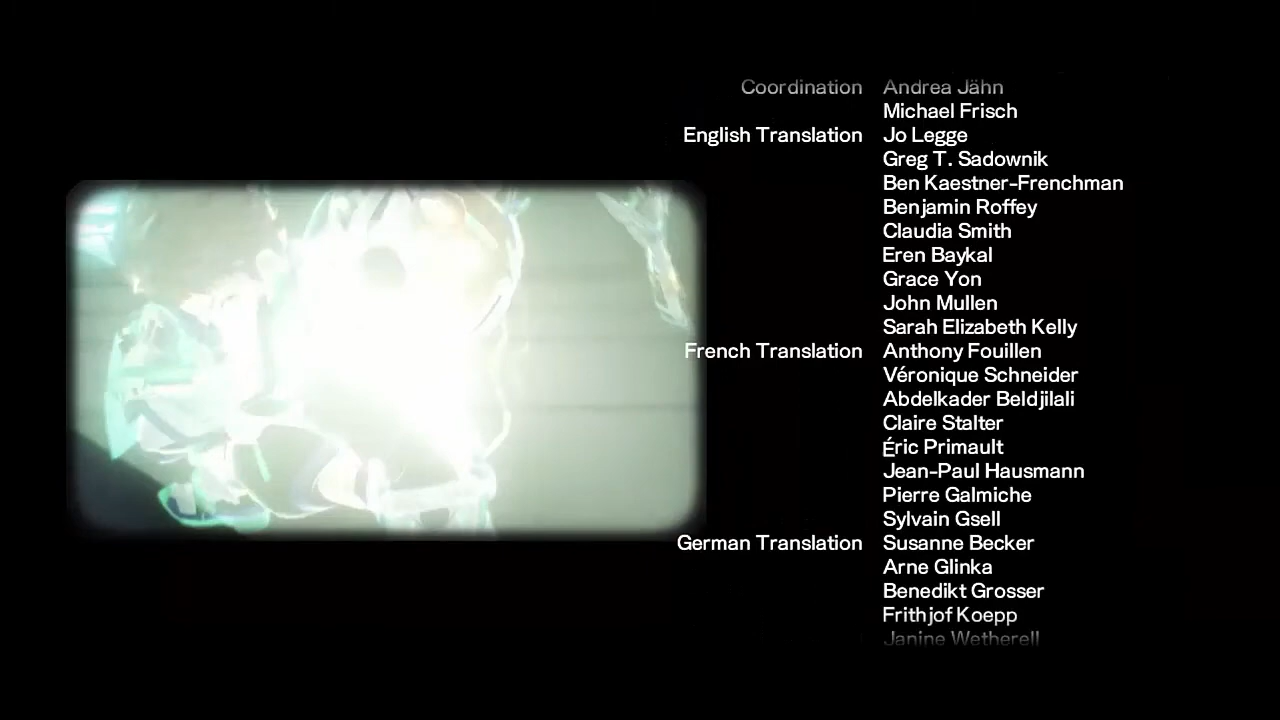 Coordination Andrea Jähn
Michael Frisch
English Translation Jo Legge
Greg T. Sadownik
Ben Kaestner-Frenchman
Benjamin Roffey
Claudia Smith
Eren Baykal
Grace Yon
John Mullen
Sarah Elizabeth Kelly
French Translation Anthony Fouillen
Véronique Schneider
Abdelkader Beldjilali
Claire Stalter
Éric Primault
Jean-Paul Hausmann
Pierre Galmiche
Sylvain Gsell
German Translation Susanne Becker
Arne Glinka
Benedikt Grosser
Frithjof Koepp
Janine Wetherell